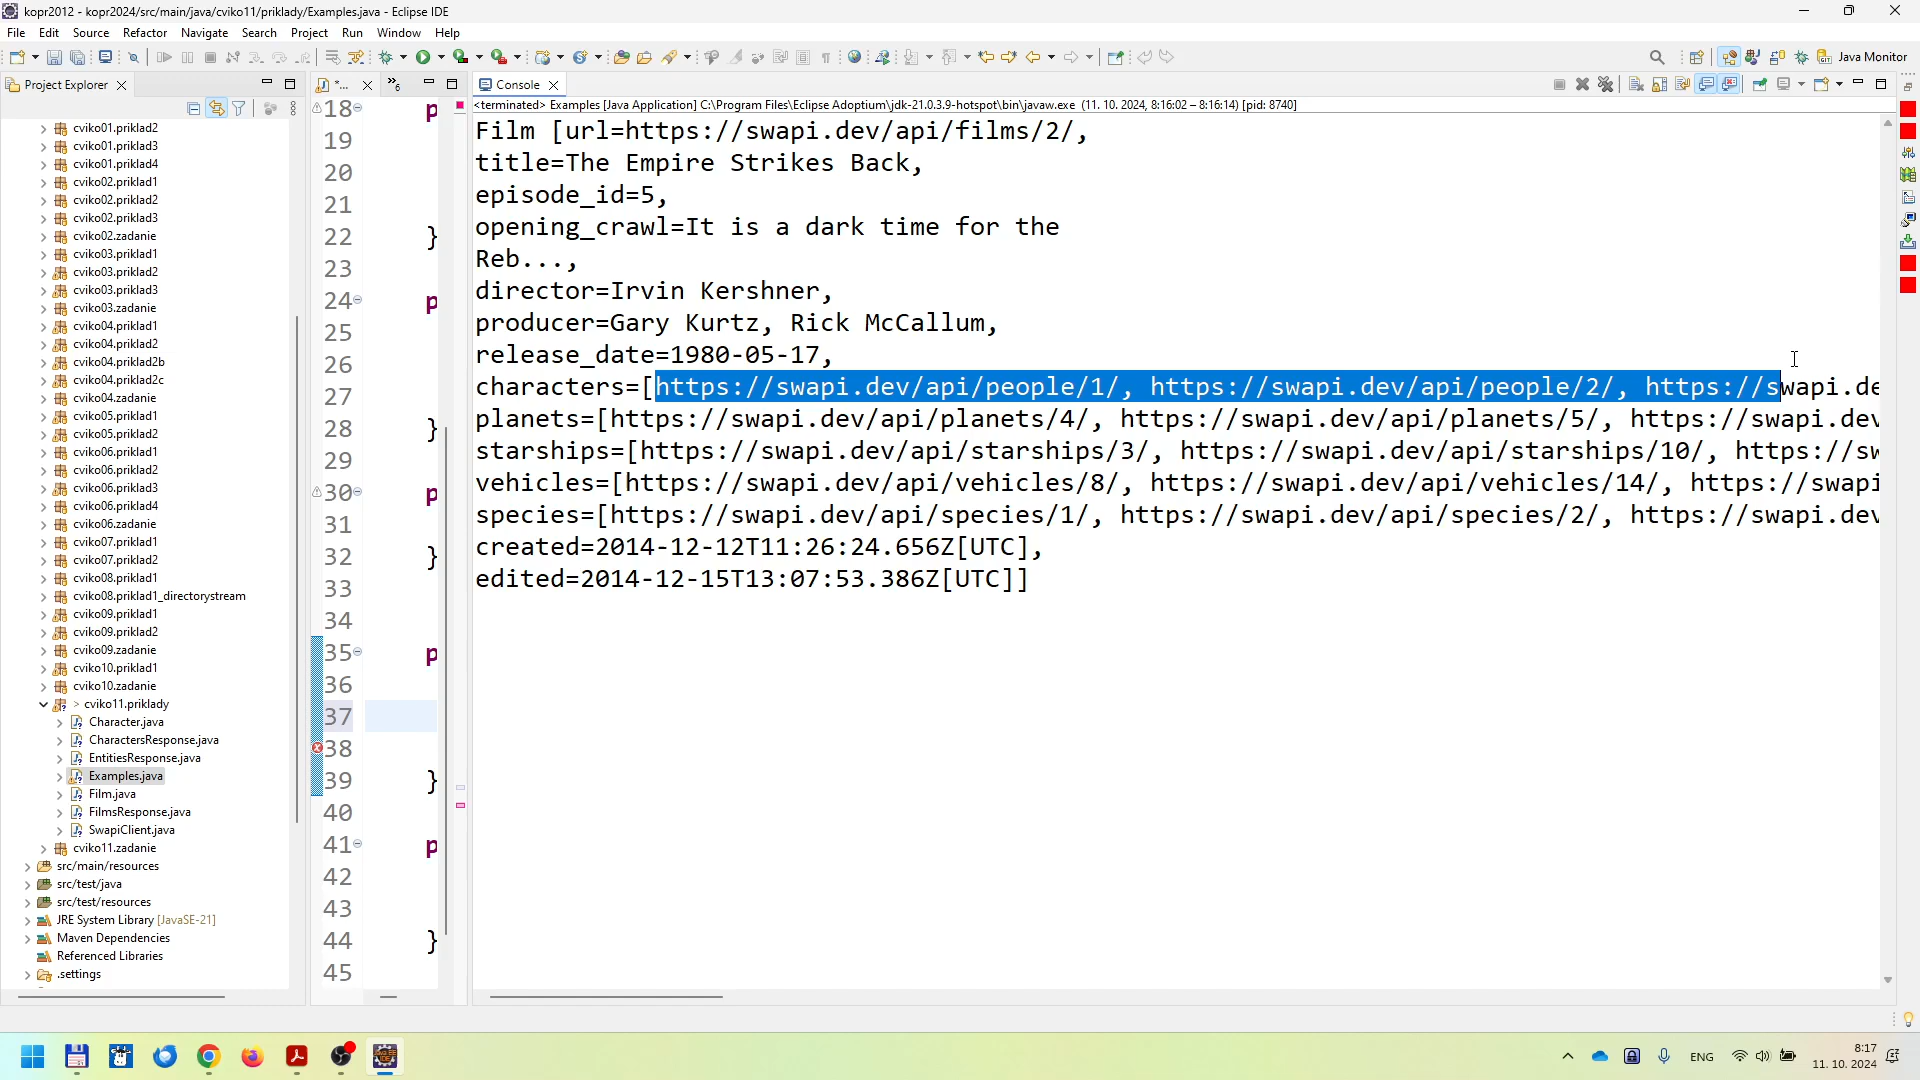 kopr2012 - kopr2024/src/main/java/cviko11/priklady/Examples.java - Eclipse IDE
File Edit Source Refactor Navigate Search Project Run Window Help
Java Monitor
Project Explorer
cviko01.priklad2
cviko01.priklad3
cviko01.priklad4
cviko02.priklad1
cviko02.priklad2
cviko02.priklad3
cviko02.zadanie
cviko03.priklad1
cviko03.priklad2
cviko03.priklad3
cviko03.zadanie
cviko04.priklad1
cviko04.priklad2
cviko04.priklad2b
cviko04.priklad2c
cviko04.zadanie
cviko05.priklad1
cviko05.priklad2
cviko06.priklad1
cviko06.priklad2
cviko06.priklad3
cviko06.priklad4
cviko06.zadanie
cviko07.priklad1
cviko07.priklad2
cviko08.priklad1
cviko08.priklad1_directorystream
cviko09.priklad1
cviko09.priklad2
cviko09.zadanie
cviko10.priklad1
cviko10.zadanie
> cviko11.priklady
Character.java
CharactersResponse.java
EntitiesResponse.java
Examples.java
Film.java
FilmsResponse.java
SwapiClient.java
cviko11.zadanie
src/main/resources
src/test/java
src/test/resources
JRE System Library [JavaSE-21]
Maven Dependencies
Referenced Libraries
.settings
*...
»6
18 p
19
20
21
22 }
23
24 p
25
26
27
28 }
29
30 p
31
32 }
33
34
35 p
36
37
38
39 }
40
41 p
42
43
44 }
45
Console
<terminated> Examples [Java Application] C:\Program Files\Eclipse Adoptium\jdk-21.0.3.9-hotspot\bin\javaw.exe (11. 10. 2024, 8:16:02 – 8:16:14) [pid: 8740]
Film [url=https://swapi.dev/api/films/2/,
title=The Empire Strikes Back,
episode_id=5,
opening_crawl=It is a dark time for the
Reb...,
director=Irvin Kershner,
producer=Gary Kurtz, Rick McCallum,
release_date=1980-05-17,
characters=[https://swapi.dev/api/people/1/, https://swapi.dev/api/people/2/, https://swapi.de
planets=[https://swapi.dev/api/planets/4/, https://swapi.dev/api/planets/5/, https://swapi.dev
starships=[https://swapi.dev/api/starships/3/, https://swapi.dev/api/starships/10/, https://sw
vehicles=[https://swapi.dev/api/vehicles/8/, https://swapi.dev/api/vehicles/14/, https://swapi
species=[https://swapi.dev/api/species/1/, https://swapi.dev/api/species/2/, https://swapi.dev
created=2014-12-12T11:26:24.656Z[UTC],
edited=2014-12-15T13:07:53.386Z[UTC]]
ENG
8:17
11. 10. 2024